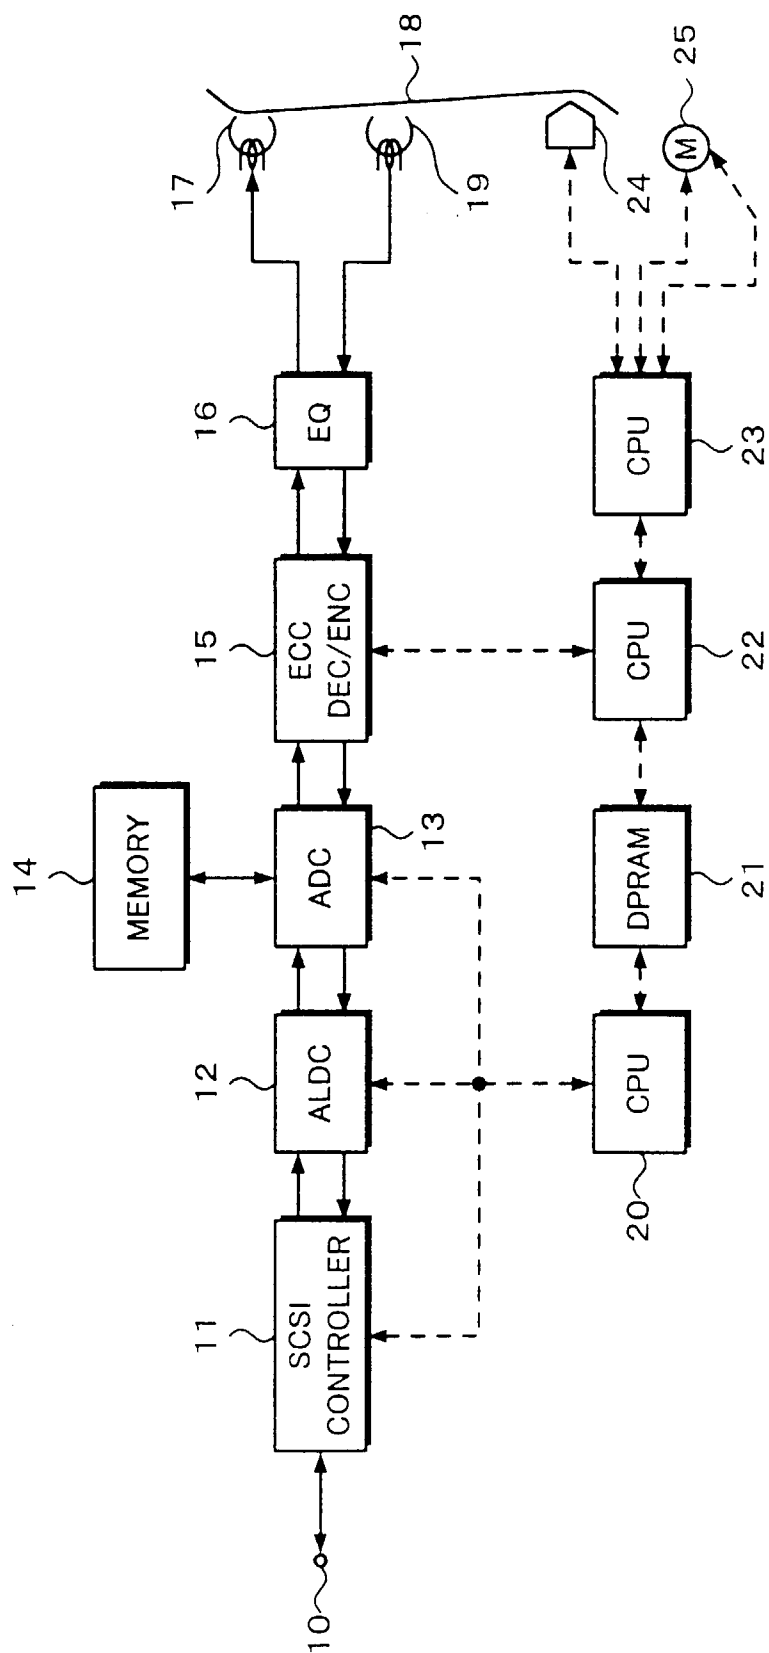 10
11
SCSI
CONTROLLER
12
ALDC
13
ADC
14
MEMORY
15
ECC
DEC/ENC
16
EQ
17
18
19
20
CPU
21
DPRAM
22
CPU
23
CPU
24
25
M